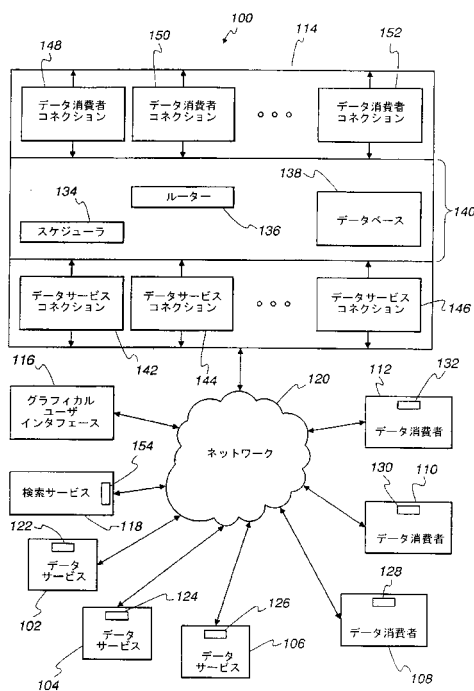 100
148
150
114
152
データ消費者
コネクション
データ消費者
コネクション
データ消費者
コネクション
134
138
ルーター
136
スケジューラ
データベース
140
データサービス
コネクション
データサービス
コネクション
データサービス
コネクション
142
144
146
116
グラフィカル
ユーザ
インタフェース
120
ネットワーク
112
132
データ消費者
154
検索サービス
118
130
110
データ消費者
122
データ
サービス
102
124
データ
サービス
104
126
データ
サービス
106
128
データ消費者
108